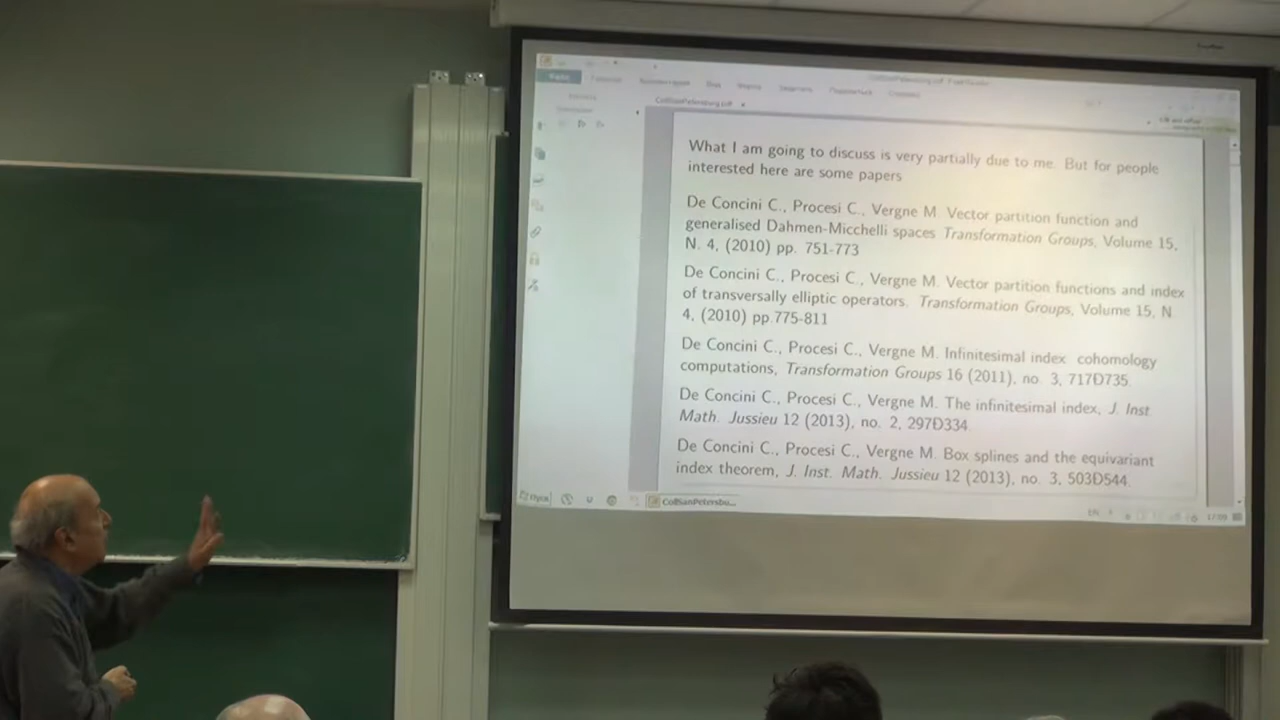 CollSanPetersburg.pdf
What I am going to discuss is very partially due to me. But for people
interested here are some papers
De Concini C., Procesi C., Vergne M. Vector partition function and
generalised Dahmen-Micchelli spaces Transformation Groups, Volume 15,
N. 4, (2010) pp. 751-773
De Concini C., Procesi C., Vergne M. Vector partition functions and index
of transversally elliptic operators. Transformation Groups, Volume 15, N.
4, (2010) pp.775-811
De Concini C., Procesi C., Vergne M. Infinitesimal index cohomology
computations, Transformation Groups 16 (2011), no. 3, 717Ð735.
De Concini C., Procesi C., Vergne M. The infinitesimal index, J. Inst.
Math. Jussieu 12 (2013), no. 2, 297Ð334
De Concini C., Procesi C., Vergne M. Box splines and the equivariant
index theorem, J. Inst. Math. Jussieu 12 (2013), no. 3, 503Ð544.
Пуск
CollSanPetersbu...
EN